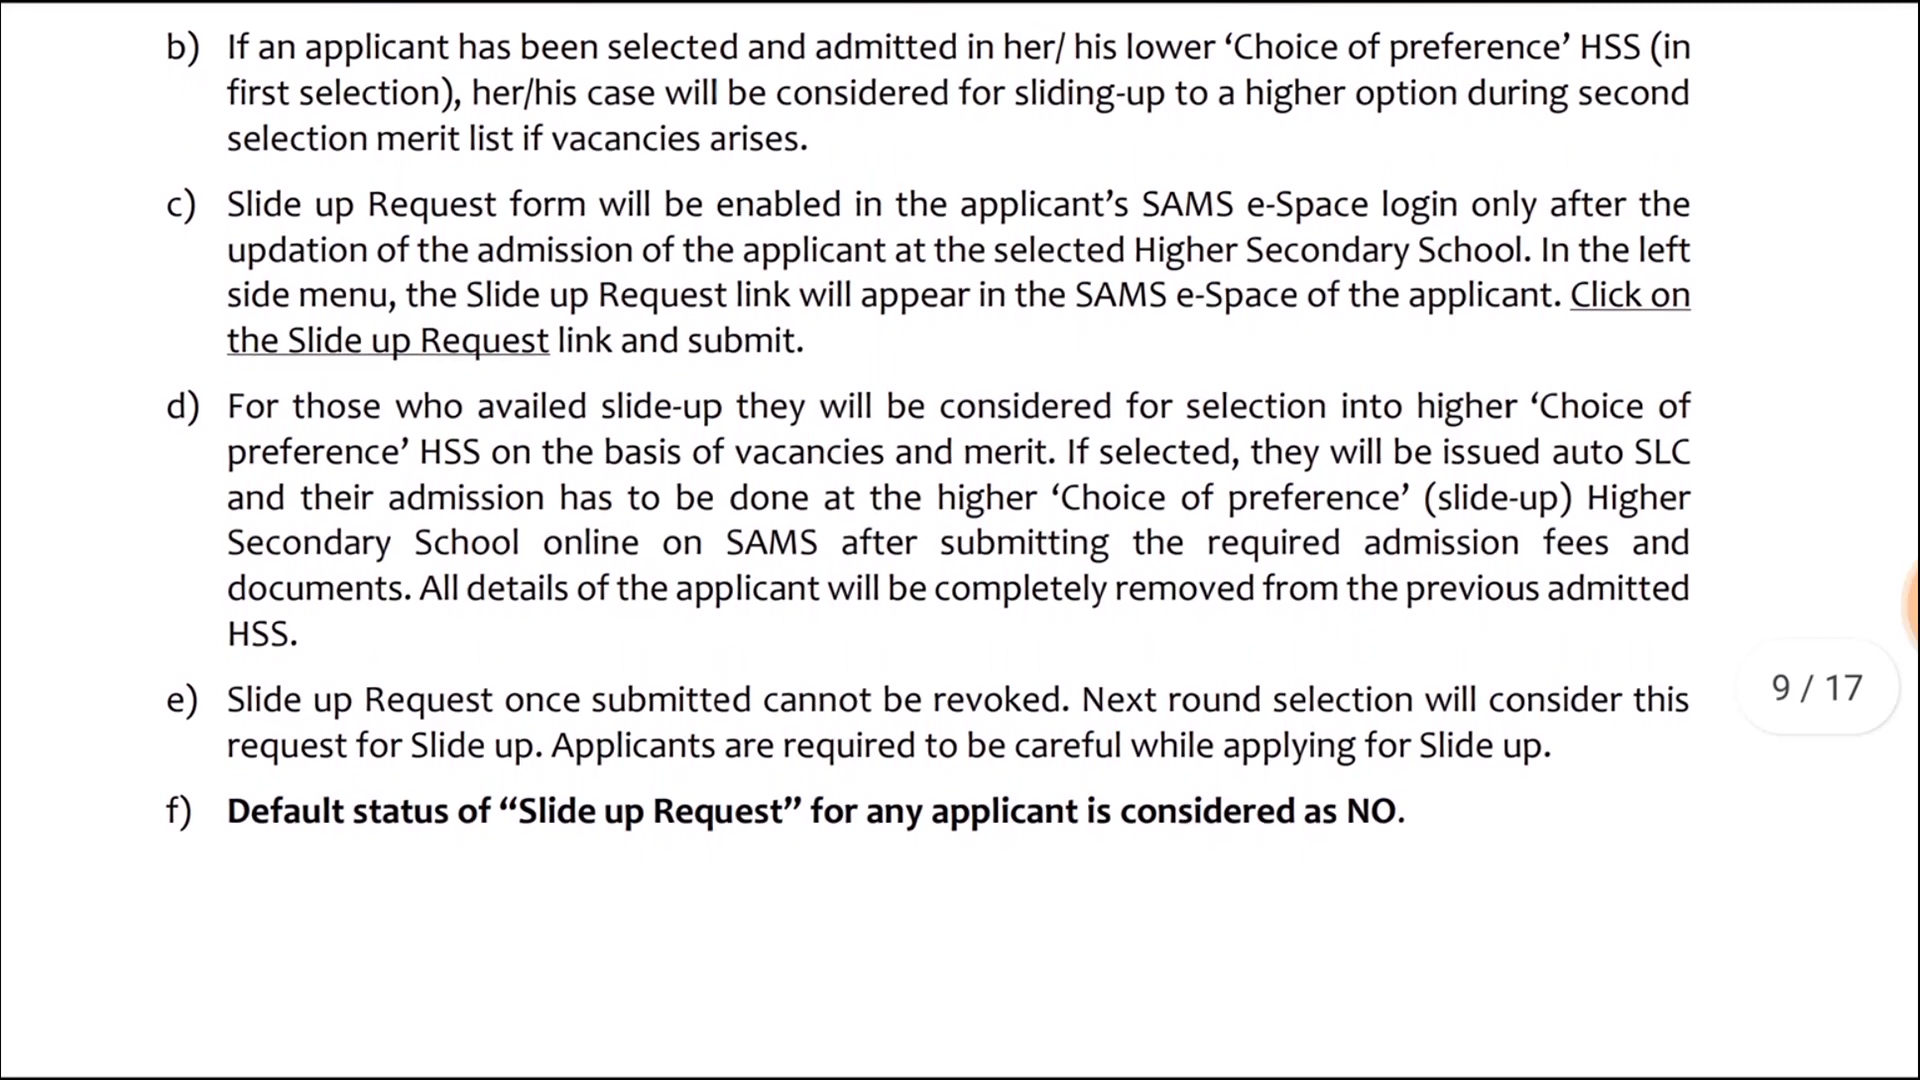 b) If an applicant has been selected and admitted in her/ his lower ‘Choice of preference’ HSS (in
first selection), her/his case will be considered for sliding-up to a higher option during second
selection merit list if vacancies arises.
c) Slide up Request form will be enabled in the applicant’s SAMS e-Space login only after the
updation of the admission of the applicant at the selected Higher Secondary School. In the left
side menu, the Slide up Request link will appear in the SAMS e-Space of the applicant. Click on
the Slide up Request link and submit.
d) For those who availed slide-up they will be considered for selection into higher ‘Choice of
preference’ HSS on the basis of vacancies and merit. If selected, they will be issued auto SLC
and their admission has to be done at the higher ‘Choice of preference’ (slide-up) Higher
Secondary School online on SAMS after submitting the required admission fees and
documents. All details of the applicant will be completely removed from the previous admitted
HSS.
9 / 17
e) Slide up Request once submitted cannot be revoked. Next round selection will consider this
request for Slide up. Applicants are required to be careful while applying for Slide up.
f) Default status of “Slide up Request” for any applicant is considered as NO.